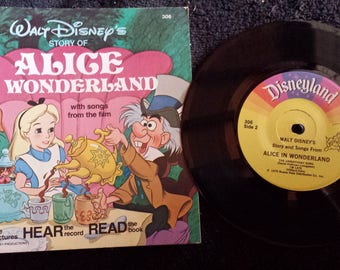 306
WALT DISNEY'S
STORY OF
ALICE
WONDERLAND
with songs
from the film
HEAR the record READ the book
Disneyland
306
Side 2
WALT DISNEY'S
Story and Songs From
ALICE IN WONDERLAND